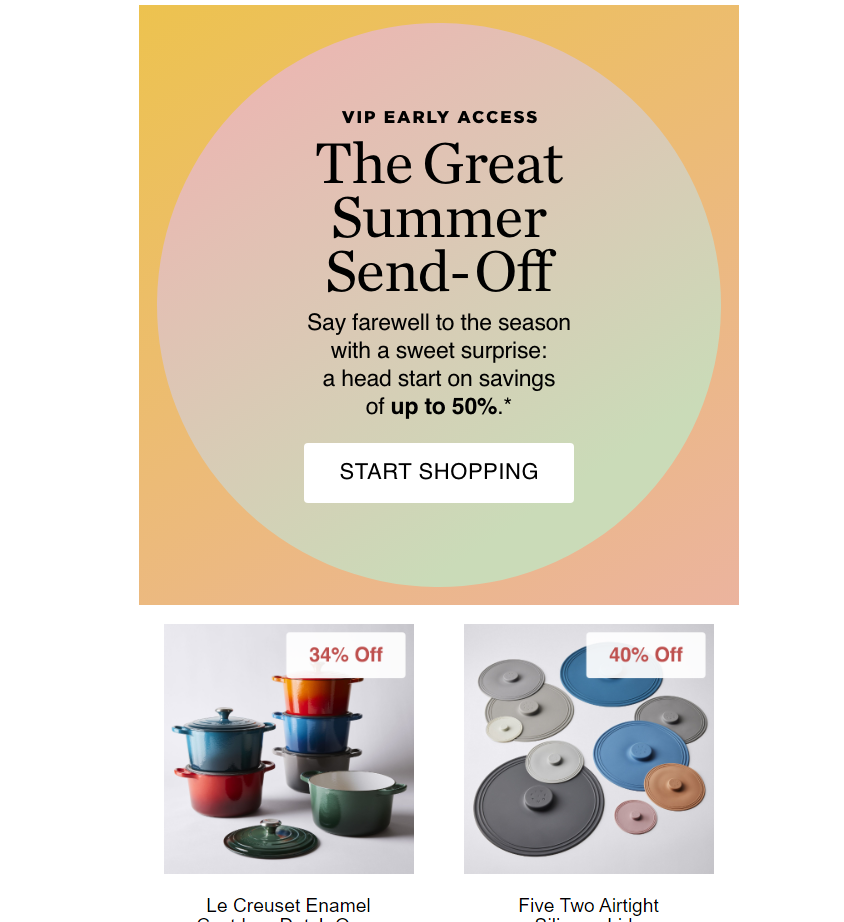 VIP EARLY ACCESS
The Great
Summer
Send-Off
Say farewell to the season
with a sweet surprise:
a head start on savings
of up to 50%.*
START SHOPPING
34% Off
40% Off
Le Creuset Enamel
Five Two Airtight